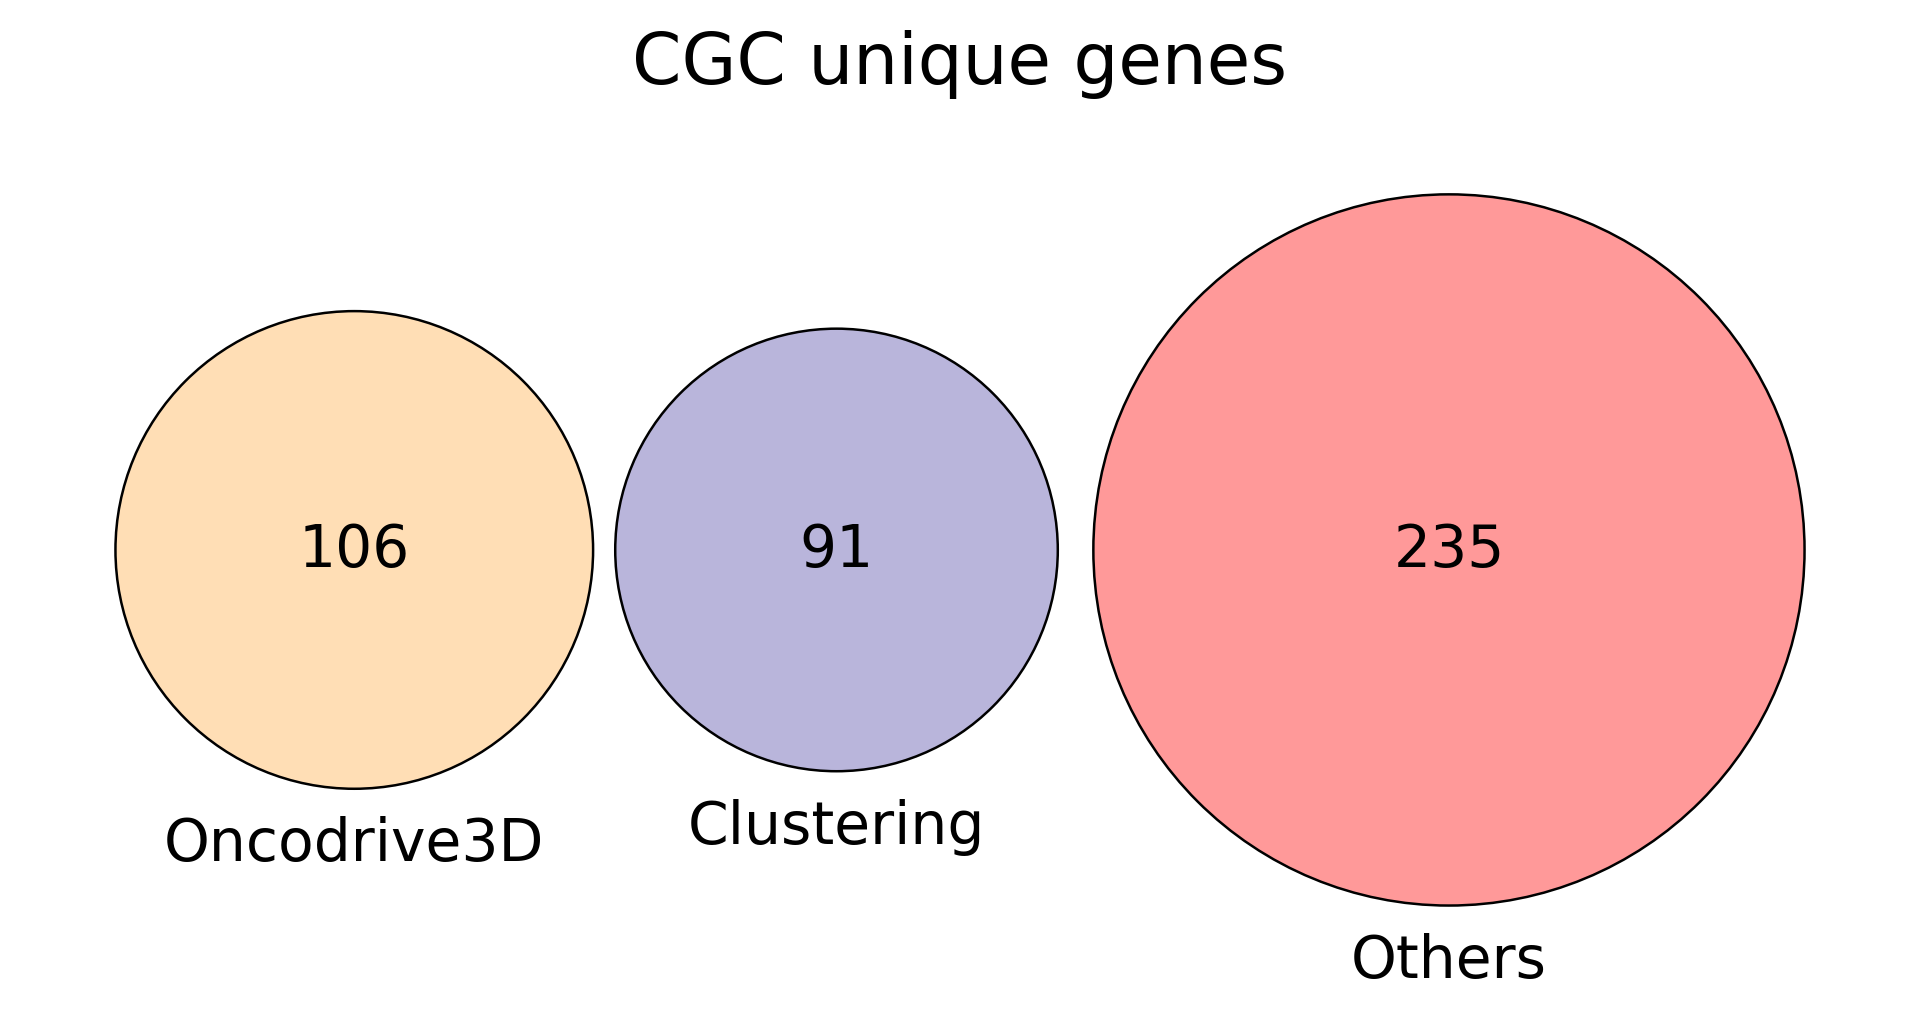 CGC unique genes
106
91
235
Oncodrive3D
Clustering
Others